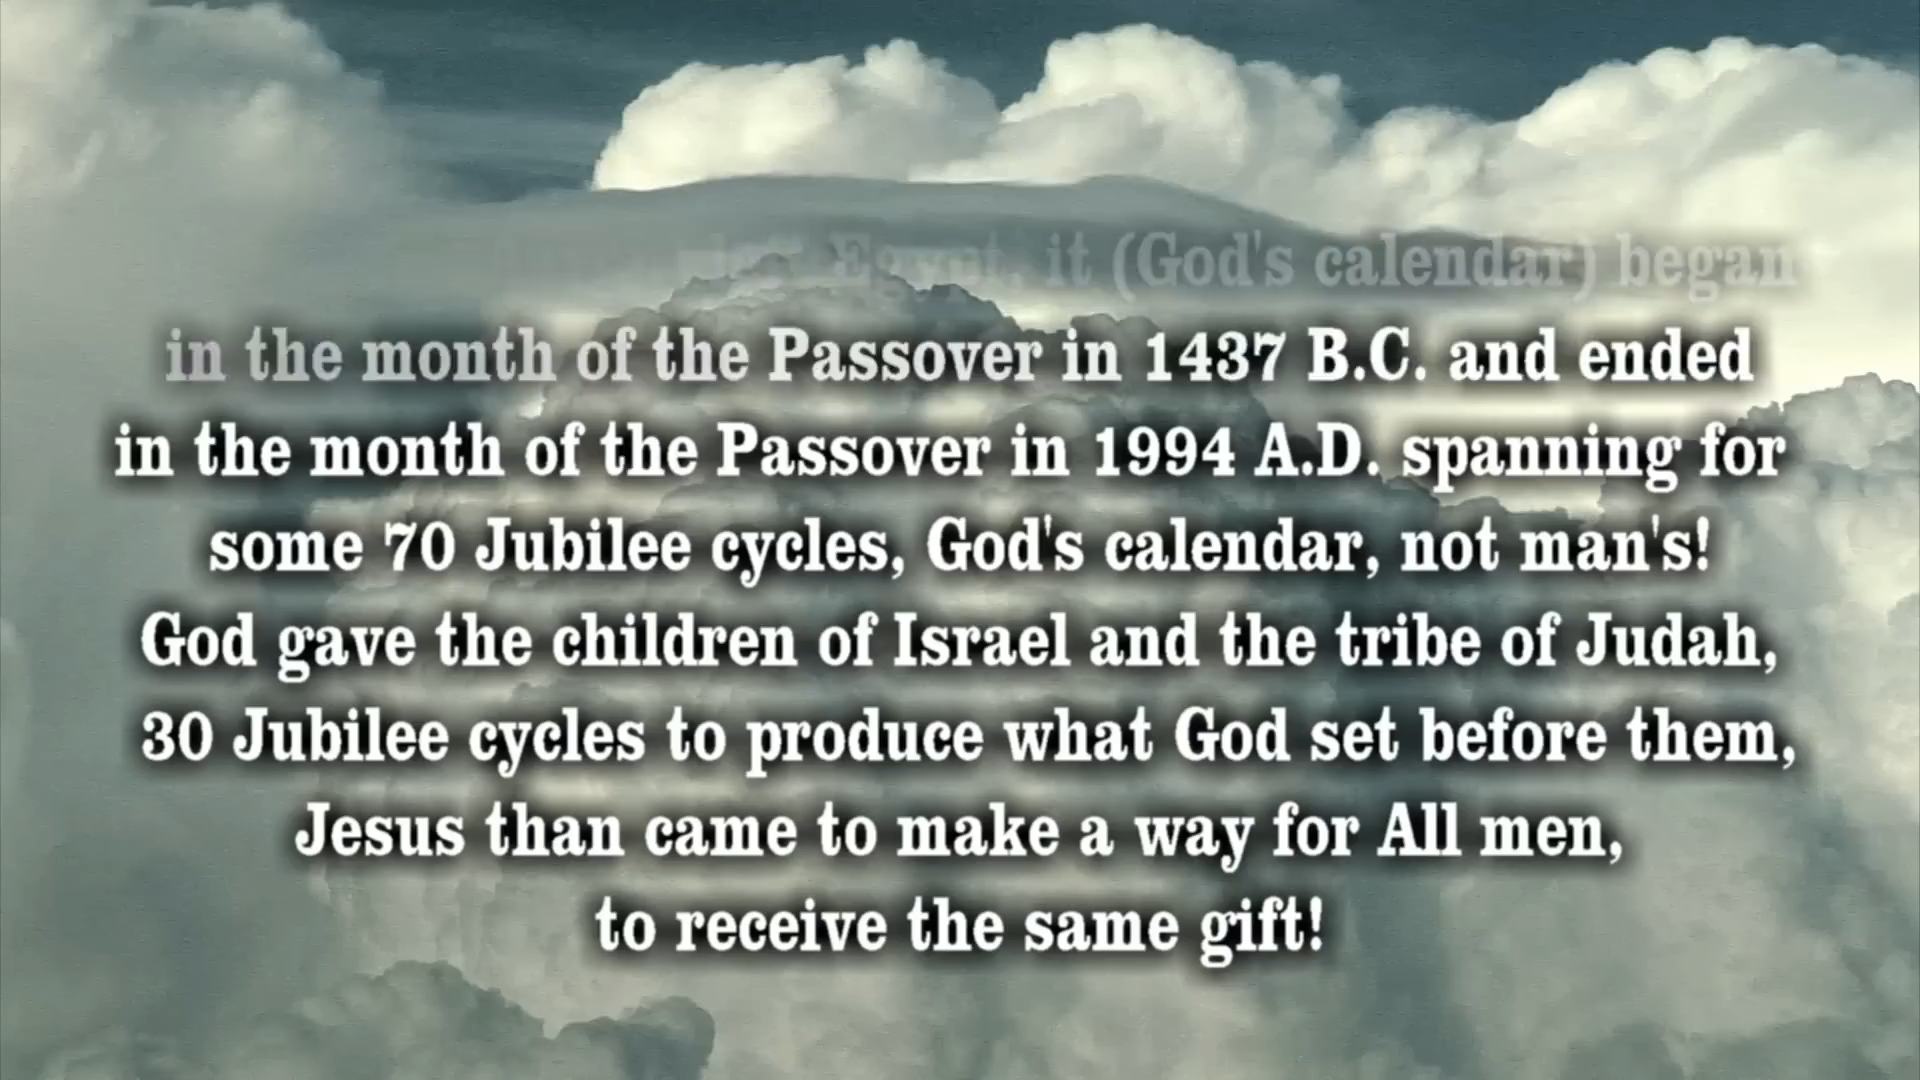 Egypt, it (God's calendar) began
in the month of the Passover in 1437 B.C. and ended
in the month of the Passover in 1994 A.D. spanning for
some 70 Jubilee cycles, God's calendar, not man's!
God gave the children of Israel and the tribe of Judah,
30 Jubilee cycles to produce what God set before them,
Jesus than came to make a way for All men,
to receive the same gift!